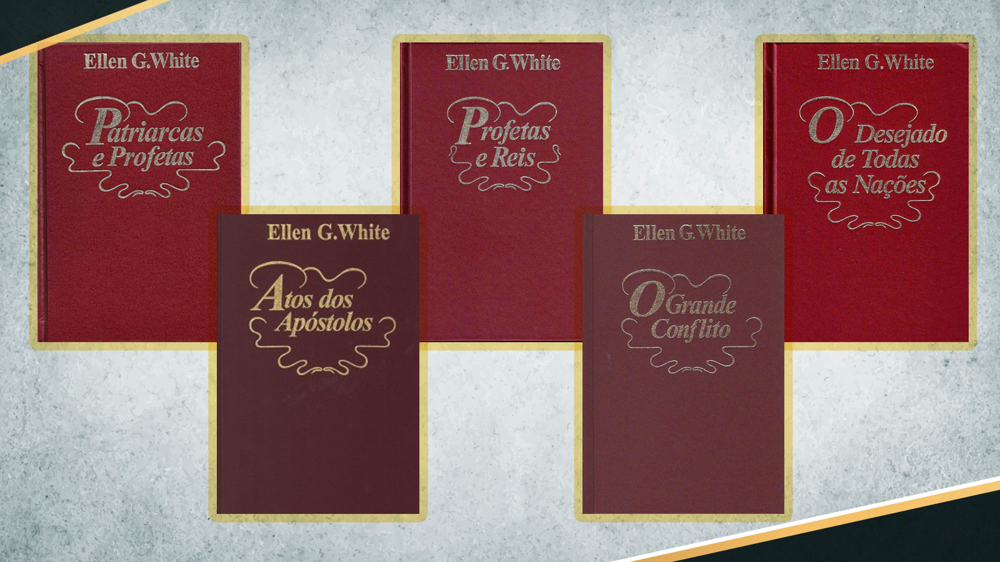 Ellen G.White
Patriarcas
e Profetas
Ellen G.White
Profetas
e Reis
Ellen G.White
O Desejado
de Todas
as Nações
Ellen G.White
Atos dos
Apóstolos
Ellen G.White
O Grande
Conflito